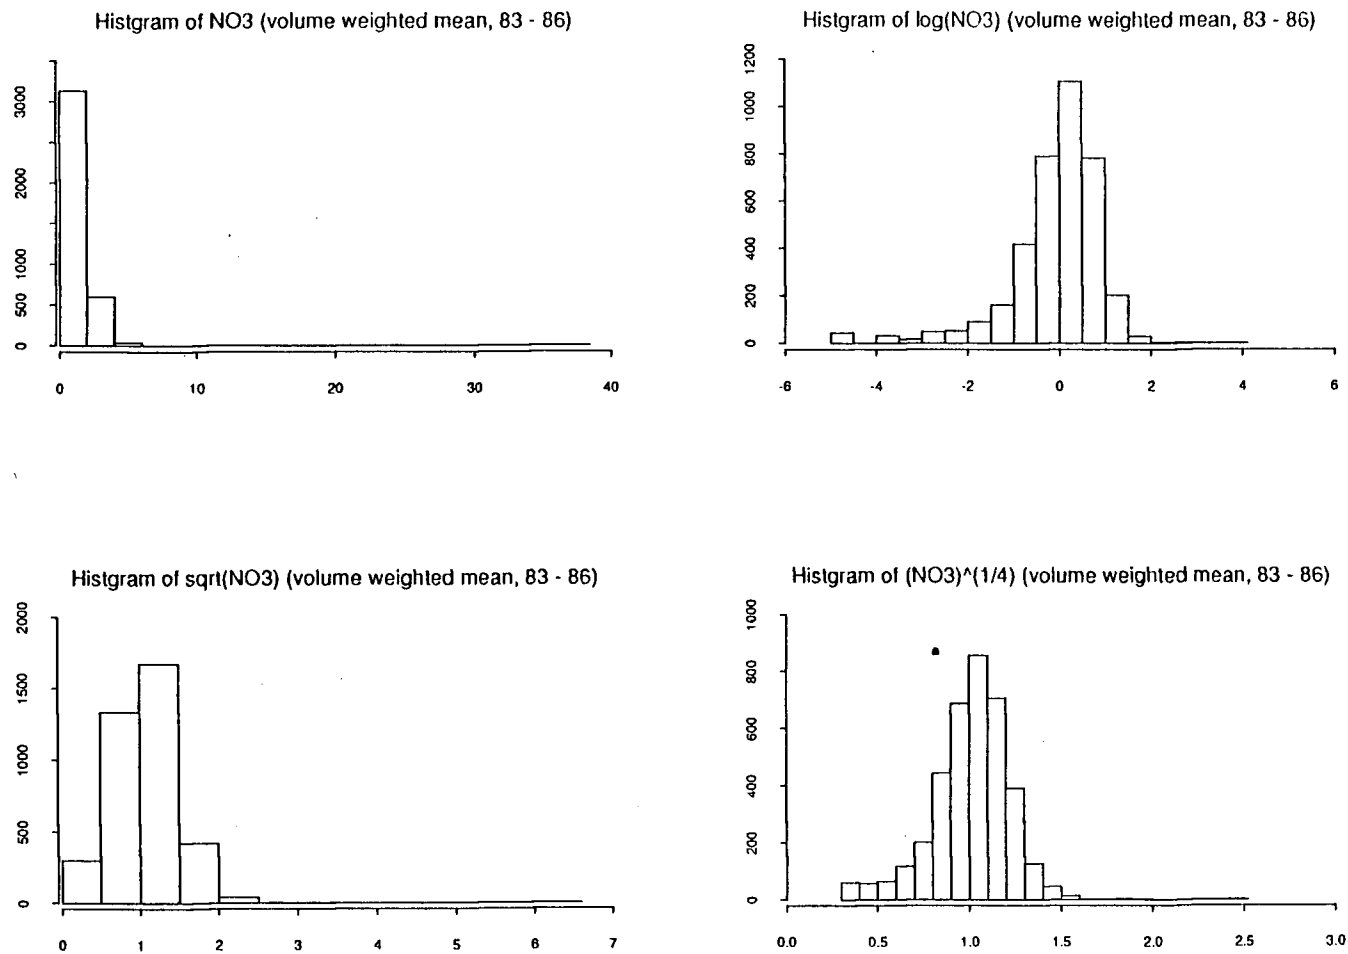 Histgram of NO3 (volume weighted mean, 83 - 86)
3000
2000
1000
500
0
0 10 20 30 40
Histgram of log(NO3) (volume weighted mean, 83 - 86)
1200
1000
800
600
400
200
0
-6 -4 -2 0 2 4 6
Histgram of sqrt(NO3) (volume weighted mean, 83 - 86)
2000
1500
1000
500
0
0 1 2 3 4 5 6 7
Histgram of (NO3)^(1/4) (volume weighted mean, 83 - 86)
1000
800
600
400
200
0
0.0 0.5 1.0 1.5 2.0 2.5 3.0